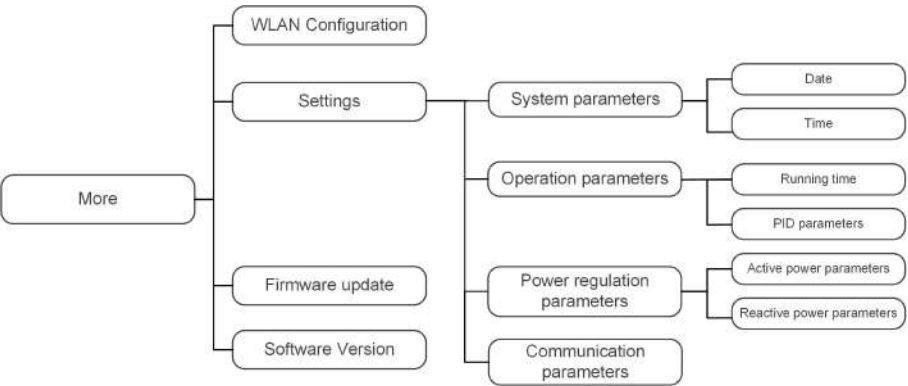 More
WLAN Configuration
Settings
Firmware update
Software Version
System parameters
Operation parameters
Power regulation
parameters
Communication
parameters
Date
Time
Running time
PID parameters
Active power parameters
Reactive power parameters